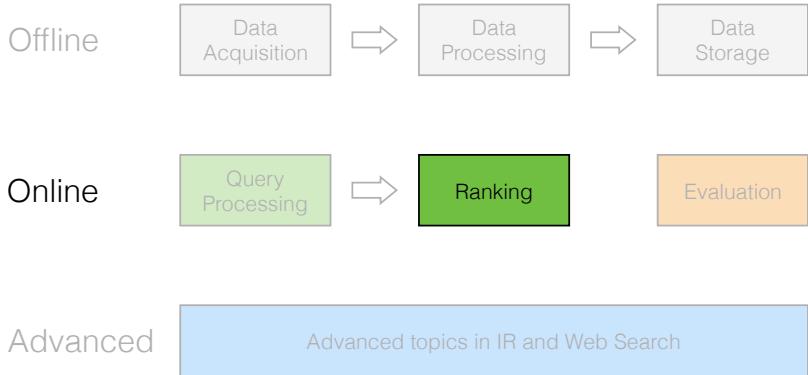 Offline
Data
Acquisition
Data
Processing
Data
Storage
Online
Query
Processing
Ranking
Evaluation
Advanced
Advanced topics in IR and Web Search